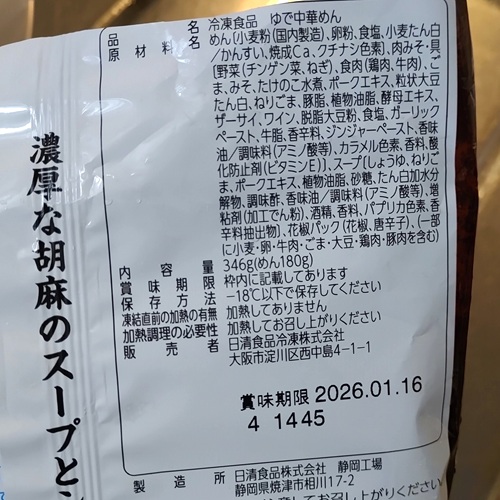 濃厚な胡麻のスープと
品名 冷凍食品 ゆで中華めん
原材料名 めん(小麦粉(国内製造)、卵粉、食塩、小麦たん白
/かんすい、焼成Ca、クチナシ色素)、肉みそ・具
〔野菜(チンゲン菜、ねぎ)、食肉(鶏肉、牛肉)、ご
ま、みそ、たけのこ水煮、ポークエキス、粒状大豆
たん白、ねりごま、豚脂、植物油脂、酵母エキス、
ザーサイ、ワイン、脱脂大豆粉、食塩、ガーリック
ペースト、牛脂、香辛料、ジンジャーペースト、香味
油/調味料(アミノ酸等)、カラメル色素、香料、酸
化防止剤(ビタミンE)〕、スープ〔しょうゆ、ねりご
ま、ポークエキス、植物油脂、砂糖、たん白加水分
解物、調味酢、香味油/調味料(アミノ酸等)、増
粘剤(加工でん粉)、酒精、香料、パプリカ色素、香
辛料抽出物〕、花椒パック(花椒、唐辛子)、(一部
に小麦・卵・牛肉・ごま・大豆・鶏肉・豚肉を含む)
内容量 346g(めん180g)
賞味期限 枠内に記載してあります
保存方法 −18℃以下で保存してください
凍結直前の加熱の有無 加熱してありません
加熱調理の必要性 加熱してお召し上がりください
販売者 日清食品冷凍株式会社
大阪市淀川区西中島4-1-1
賞味期限 2026.01.16
4 1445
製造所 日清食品株式会社 静岡工場
静岡県焼津市相川17-2
してお召し上がりください